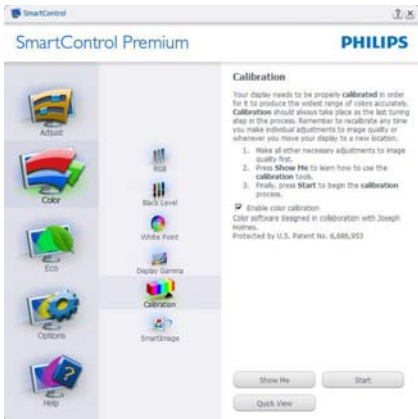 SmartControl
SmartControl Premium
PHILIPS
Adjust
Color
Eco
Options
Help
RGB
Black Level
White Point
Display Gamma
Calibration
SmartImage
Calibration
Your display needs to be properly calibrated in order
for it to produce the widest range of colors accurately.
Calibration should always take place as the last tuning
step in the process. Remember to recalibrate any time
you make individual adjustments to image quality or
whenever you move your display to a new location.
1. Make all other necessary adjustments to image
quality first.
2. Press Show Me to learn how to use the
calibration tools.
3. Finally, press Start to begin the calibration
process.
Enable color calibration
Color software designed in collaboration with Joseph
Holmes.
Protected by U.S. Patent No. 6,686,953
Show Me
Start
Quick View